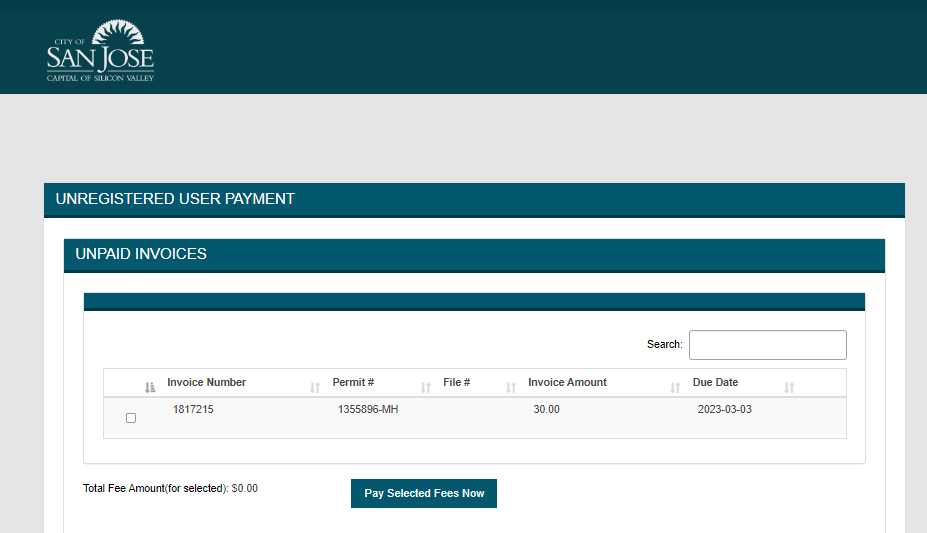 CITY OF
SAN JOSE
CAPITAL OF SILICON VALLEY
UNREGISTERED USER PAYMENT
UNPAID INVOICES
Search:
Invoice Number Permit # File # Invoice Amount Due Date
1817215 1355896-MH 30.00 2023-03-03
Total Fee Amount(for selected): $0.00 Pay Selected Fees Now